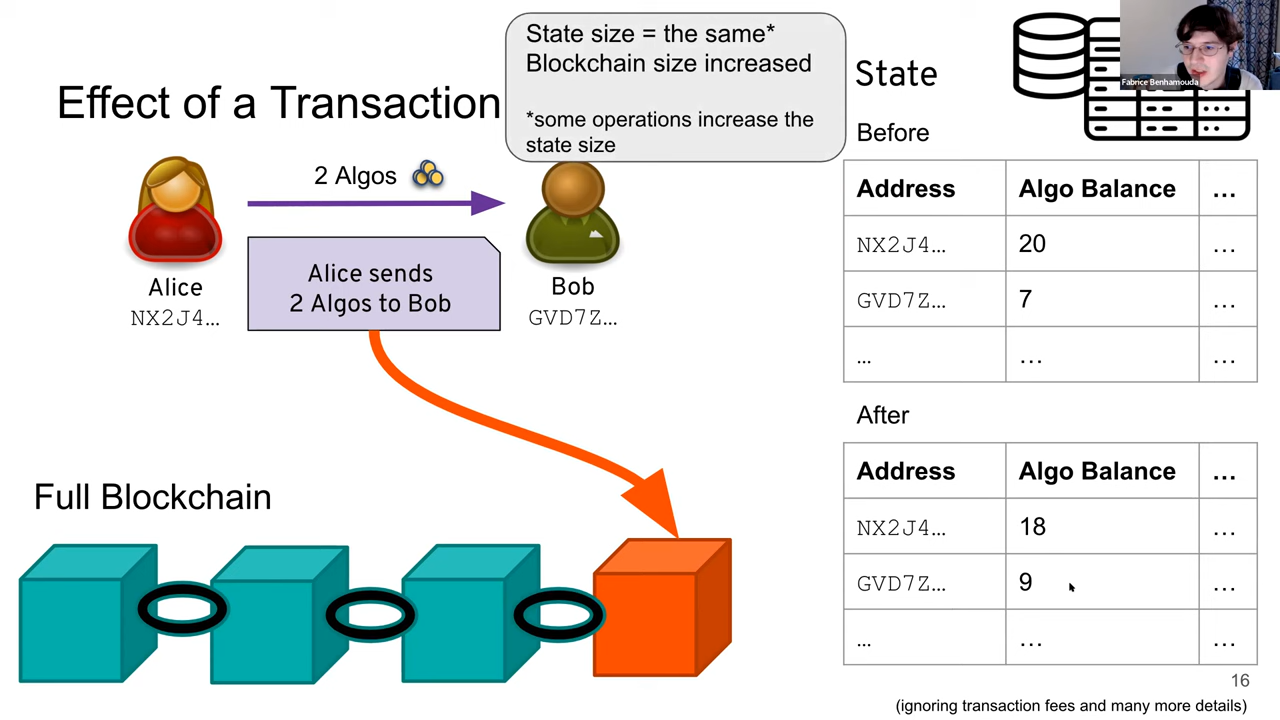 State size = the same*
Blockchain size increased
*some operations increase the
state size
Effect of a Transaction
2 Algos
Alice sends
2 Algos to Bob
Alice
NX2J4…
Bob
GVD7Z…
Full Blockchain
State
Fabrice Benhamouda
Before
Address Algo Balance …
NX2J4… 20 …
GVD7Z… 7 …
… … …
After
Address Algo Balance …
NX2J4… 18 …
GVD7Z… 9 …
… … …
16
(ignoring transaction fees and many more details)